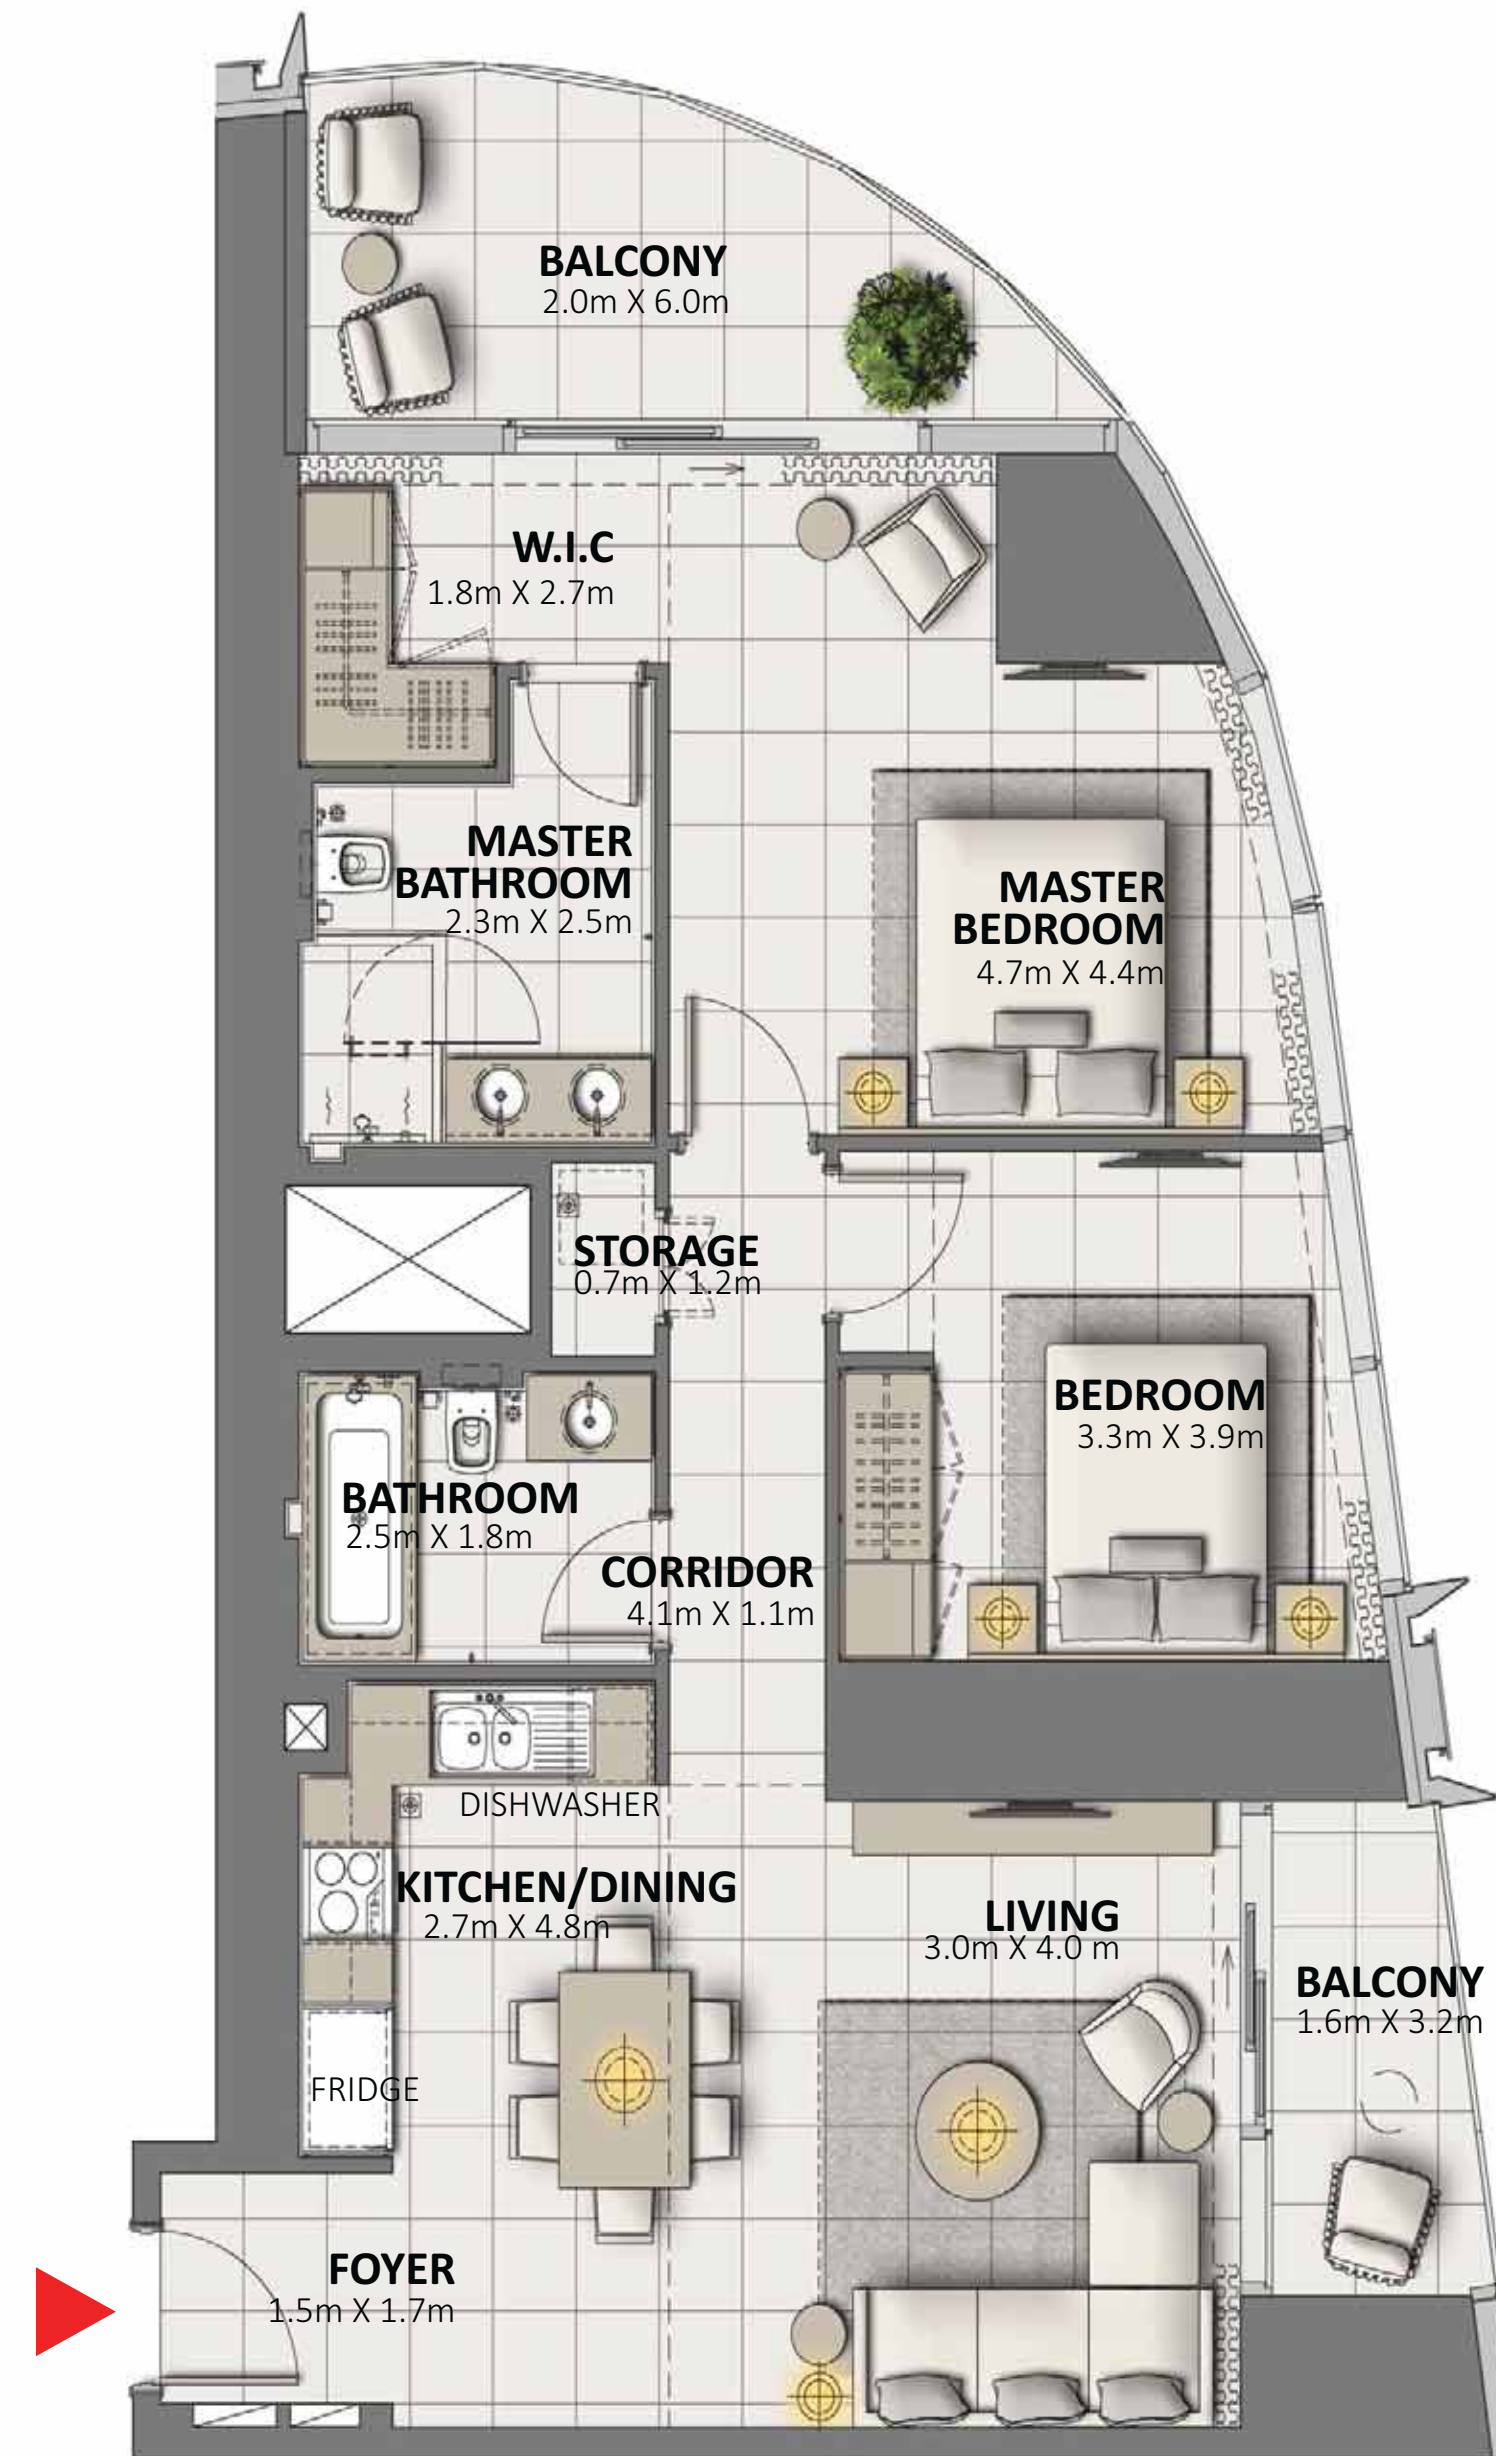 BALCONY
2.0m X 6.0m
W.I.C
1.8m X 2.7m
MASTER
BATHROOM
2.3m X 2.5m
MASTER
BEDROOM
4.7m X 4.4m
STORAGE
0.7m X 1.2m
BEDROOM
3.3m X 3.9m
BATHROOM
2.5m X 1.8m
CORRIDOR
4.1m X 1.1m
DISHWASHER
KITCHEN/DINING
2.7m X 4.8m
LIVING
3.0m X 4.0 m
BALCONY
1.6m X 3.2m
FRIDGE
FOYER
1.5m X 1.7m